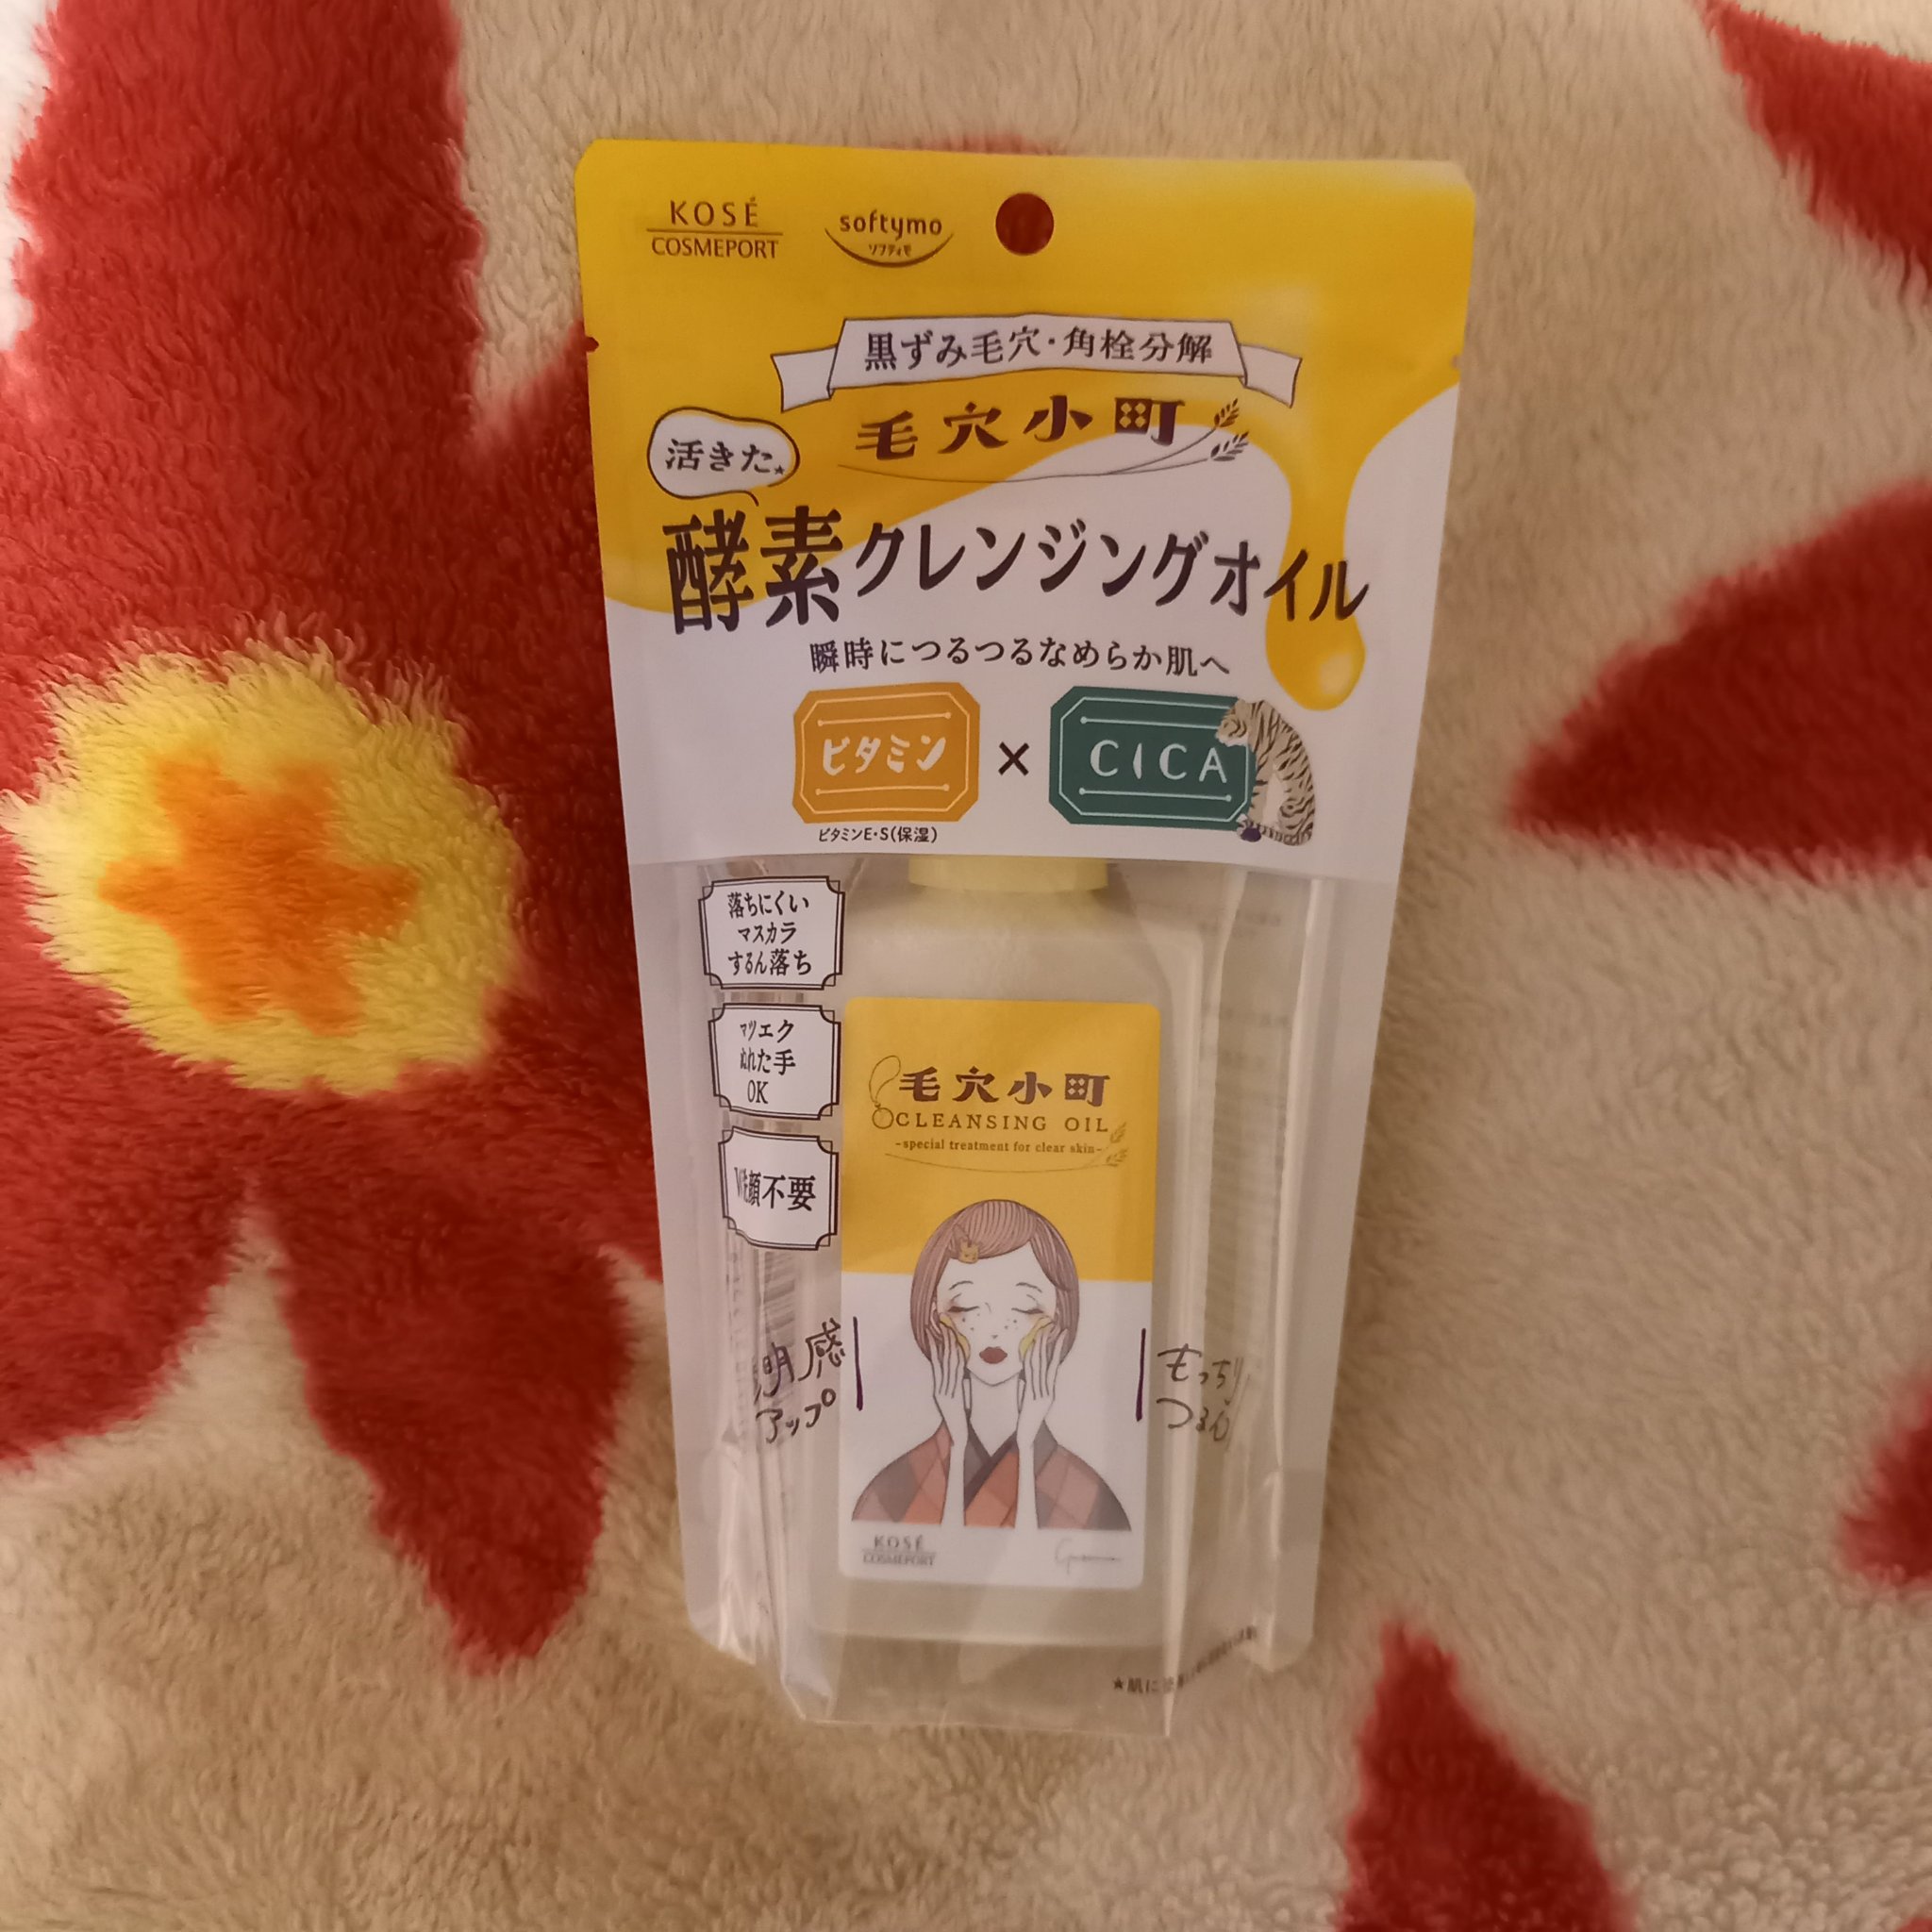 KOSÉ
COSMEPORT
softymo
ソフティモ
黒ずみ毛穴・角栓分解
毛穴小町
活きた★
酵素クレンジングオイル
瞬時につるつるなめらか肌へ
ビタミン × CICA
ビタミンE・S(保湿)
落ちにくい
マスカラ
するん落ち
マツエク
ぬれた手
OK
W洗顔不要
毛穴小町
CLEANSING OIL
-special treatment for clear skin-
明感
アップ
もっちり
つるん
KOSÉ
COSMEPORT
★肌に